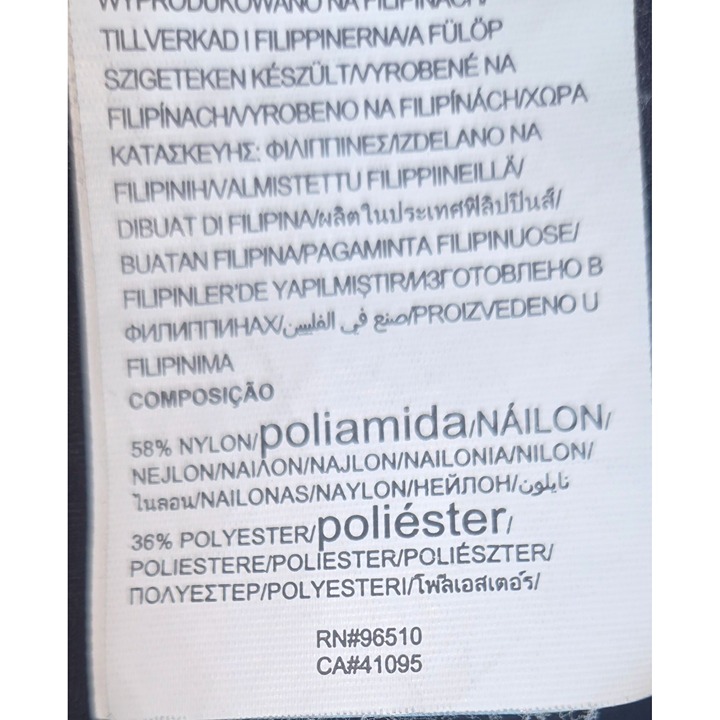 WYPRODUKOWANO NA FILIPINACH/
TILLVERKAD I FILIPPINERNA/A FÜLÖP
SZIGETEKEN KÉSZÜLT/VYROBENÉ NA
FILIPÍNACH/VYROBENO NA FILIPÍNÁCH/ΧΩΡΑ
ΚΑΤΑΣΚΕΥΗΣ: ΦΙΛΙΠΠΙΝΕΣ/IZDELANO NA
FILIPINIH/VALMISTETTU FILIPPIINEILLÄ/
DIBUAT DI FILIPINA/ผลิตในประเทศฟิลิปปินส์/
BUATAN FILIPINA/PAGAMINTA FILIPINUOSE/
FILIPINLER'DE YAPILMIŞTIR/ИЗГОТОВЛЕНО В
ФИЛИППИНАХ/صنع في الفلبين/PROIZVEDENO U
FILIPINIMA
COMPOSIÇÃO
58% NYLON/poliamida/NÁILON/
NEJLON/ΝΑΙΛΟΝ/NAJLON/NAILONIA/NILON/
ไนลอน/NAILONAS/NAYLON/НЕЙЛОН/نايلون
36% POLYESTER/poliéster/
POLIESTERE/POLIESTER/POLIÉSZTER/
ΠΟΛΥΕΣΤΕΡ/POLYESTERI/โพลีเอสเตอร์/
RN#96510
CA#41095